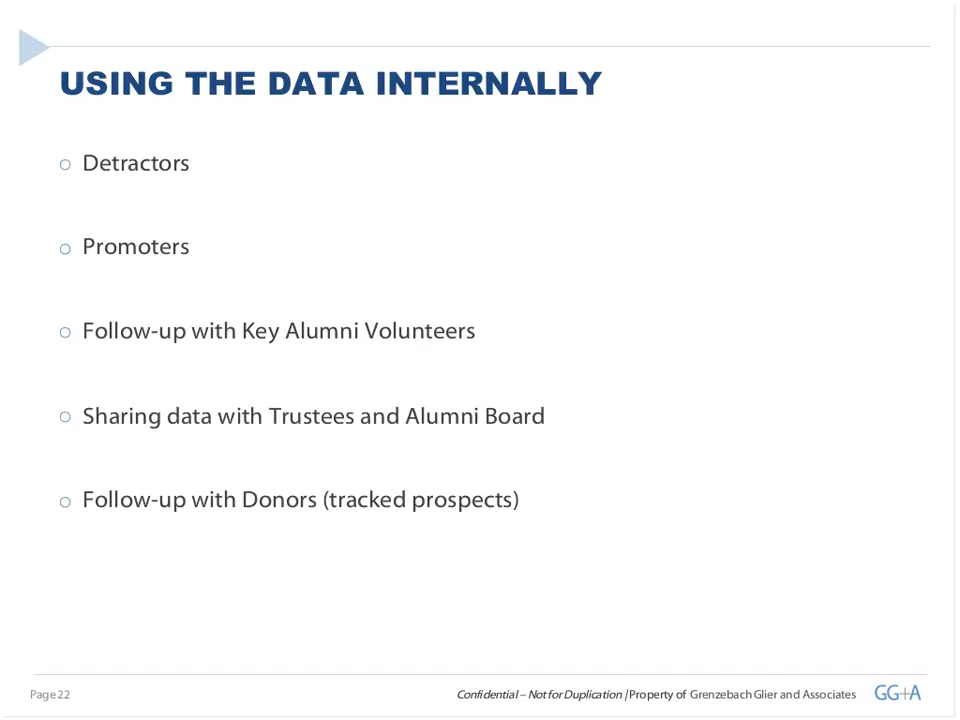 USING THE DATA INTERNALLY
Detractors
Promoters
Follow-up with Key Alumni Volunteers
Sharing data with Trustees and Alumni Board
Follow-up with Donors (tracked prospects)
Page 22
Confidential – Not for Duplication | Property of Grenzebach Glier and Associates
GG+A